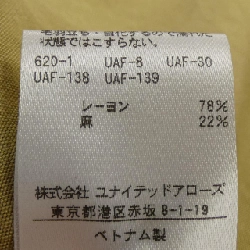 状態ではこすらない。
620-1 UAF-6 UAF-30
UAF-138 UAF-139
レーヨン 78%
麻 22%
株式会社 ユナイテッドアローズ
東京都港区赤坂8-1-19
ベトナム製